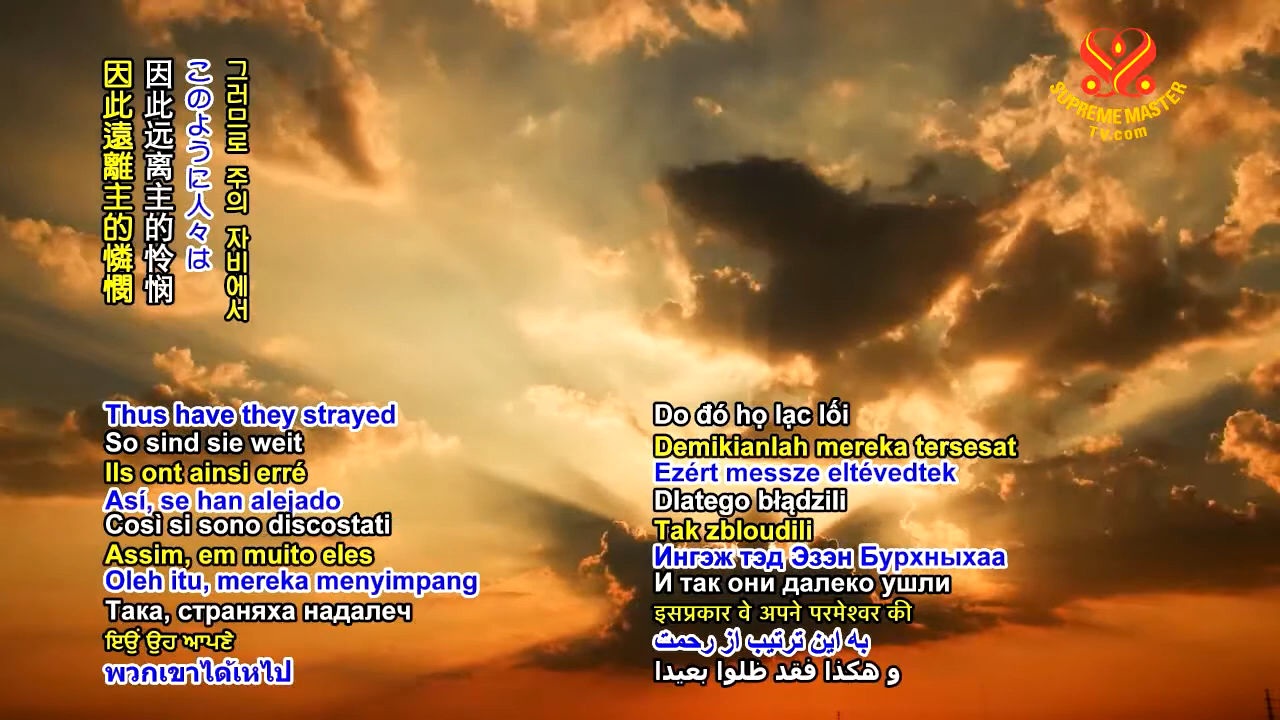 因此遠離主的憐憫
因此远离主的怜悯
このように人々は
그러므로 주의 자비에서
SUPREME MASTER
TV.com
Thus have they strayed
So sind sie weit
Ils ont ainsi erré
Así, se han alejado
Così si sono discostati
Assim, em muito eles
Oleh itu, mereka menyimpang
Така, страняха надалеч
ਇਉਂ ਉਹ ਆਪਣੇ
พวกเขาได้เหไป
Do đó họ lạc lối
Demikianlah mereka tersesat
Ezért messze eltévedtek
Dlatego błądzili
Tak zbloudili
Ингэж тэд Эзэн Бурхныхаа
И так они далеко ушли
इसप्रकार वे अपने परमेश्वर की
به این ترتیب از رحمت
و هكذا فقد ظلوا بعيدا